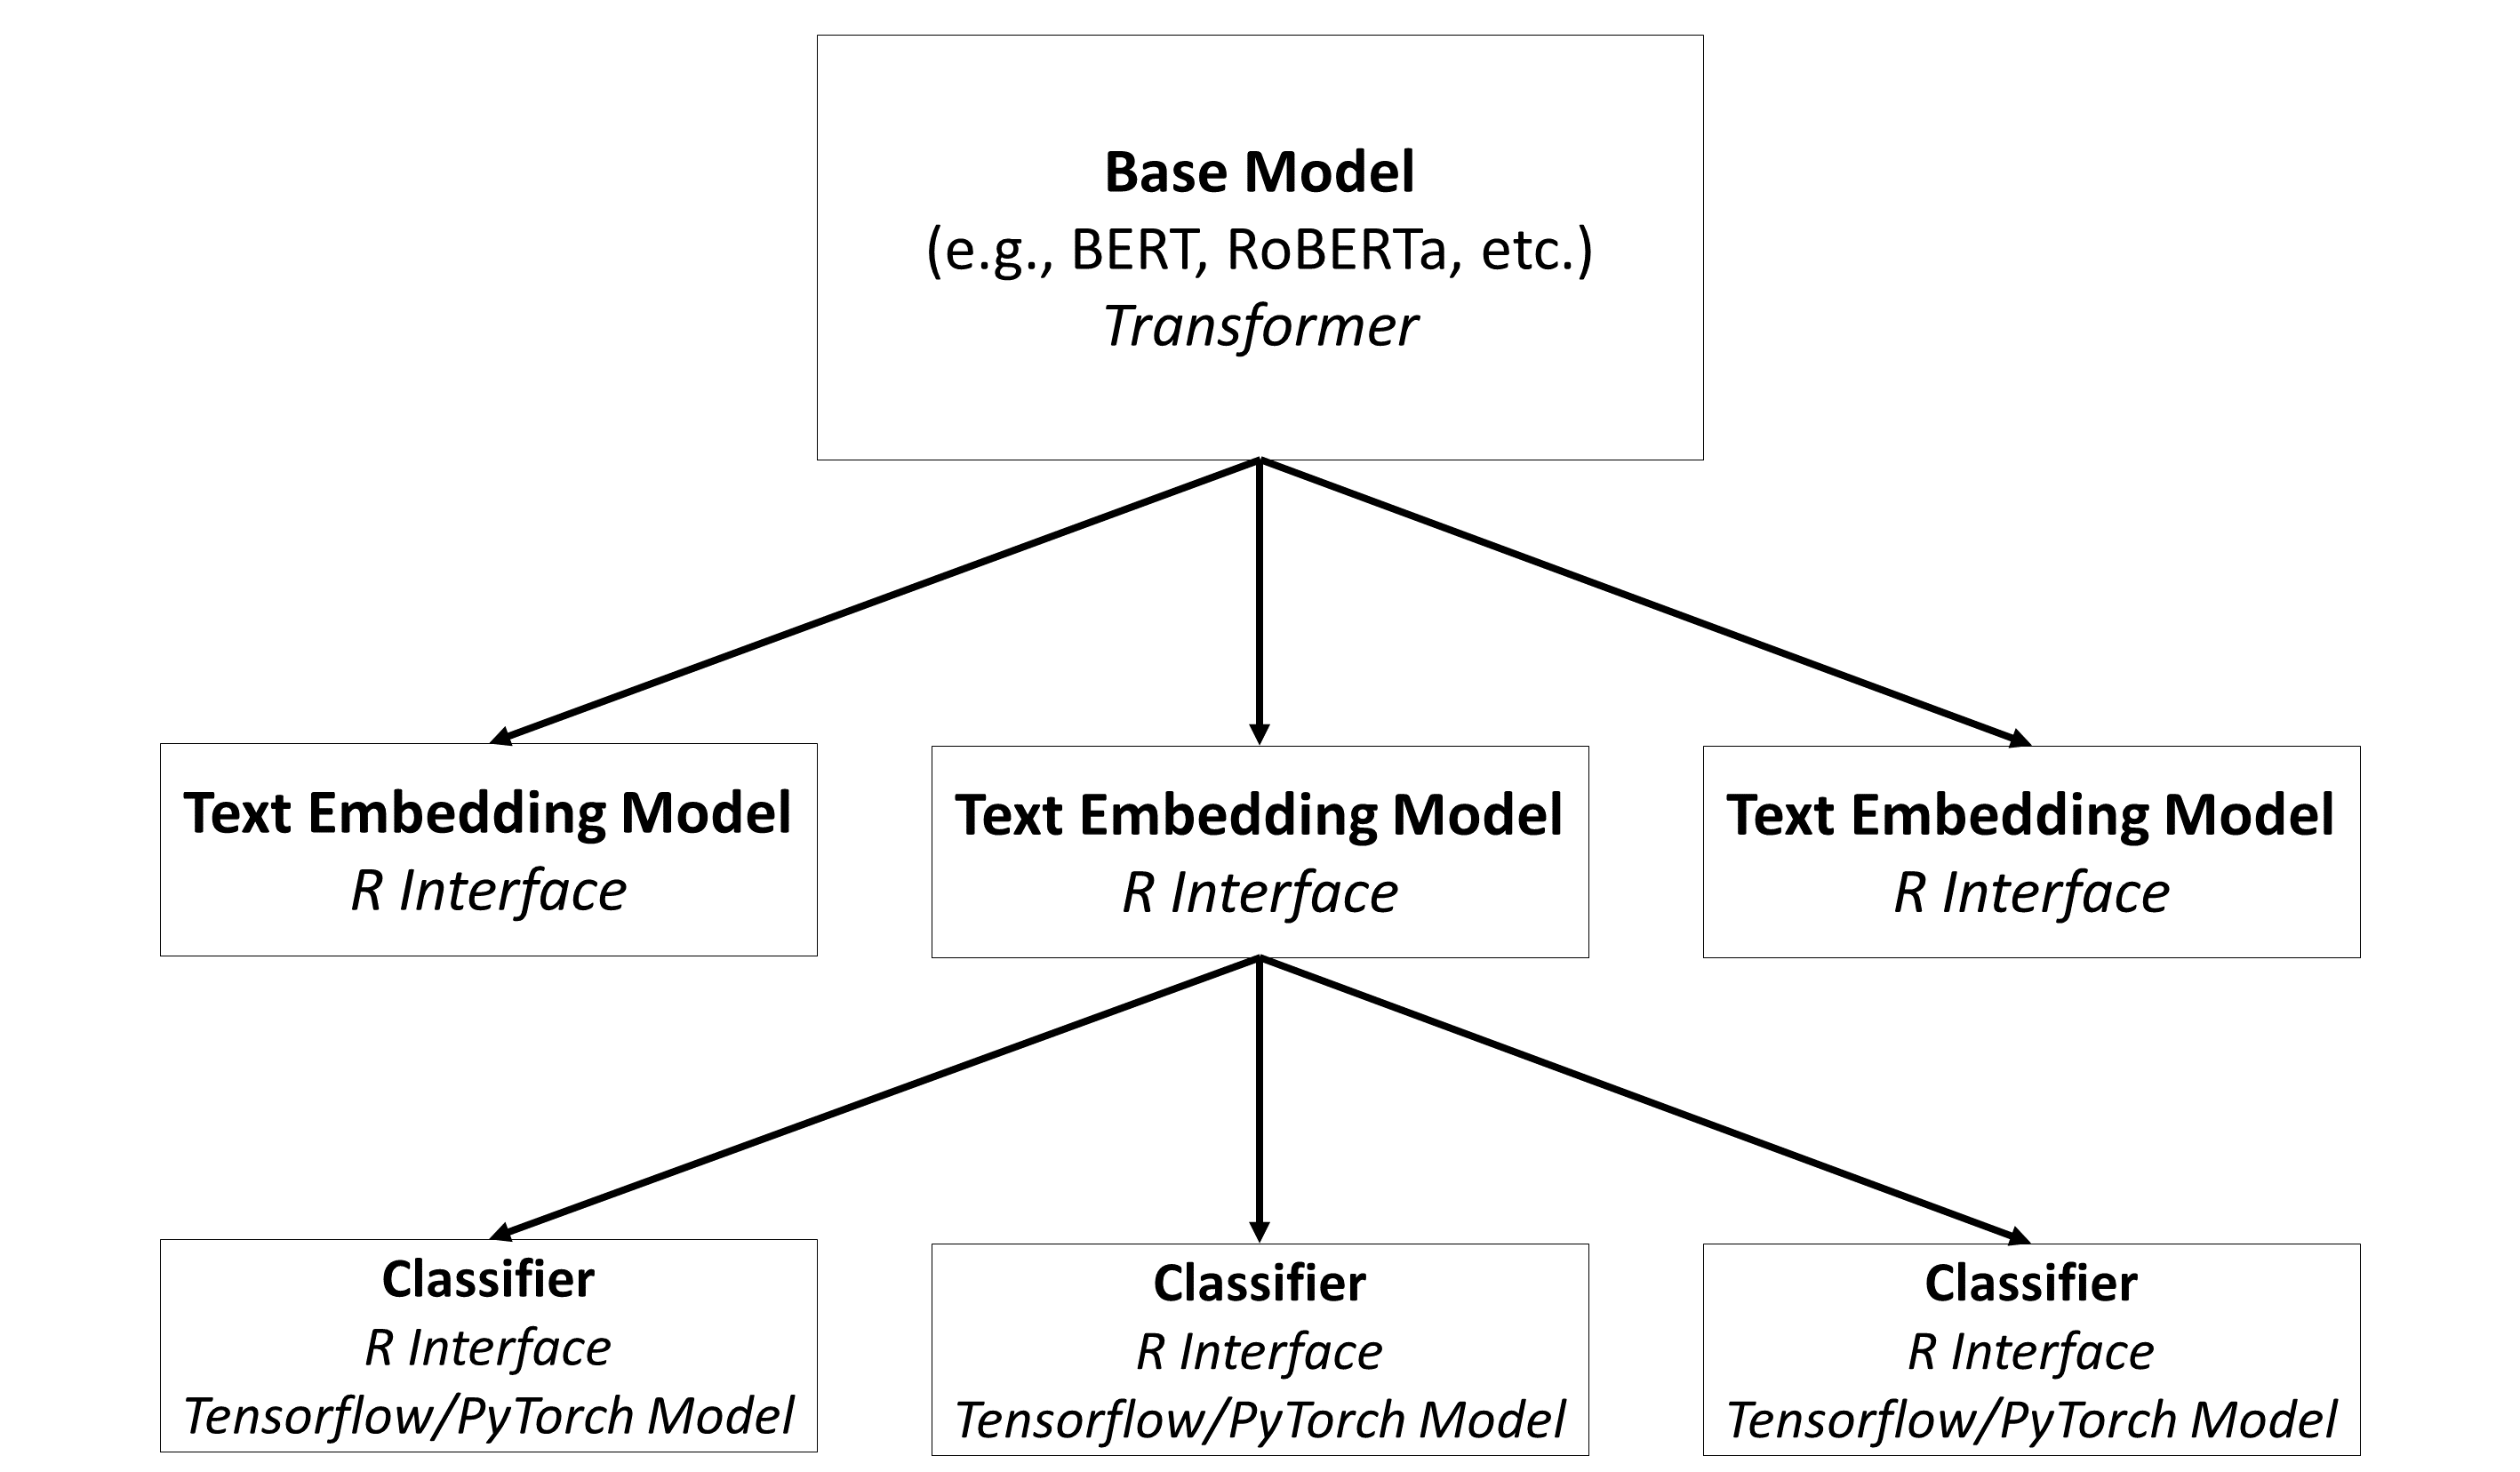 Base Model
(e.g., BERT, RoBERTa, etc.)
Transformer
Text Embedding Model
R Interface
Text Embedding Model
R Interface
Text Embedding Model
R Interface
Classifier
R Interface
Tensorflow/PyTorch Model
Classifier
R Interface
Tensorflow/PyTorch Model
Classifier
R Interface
Tensorflow/PyTorch Model